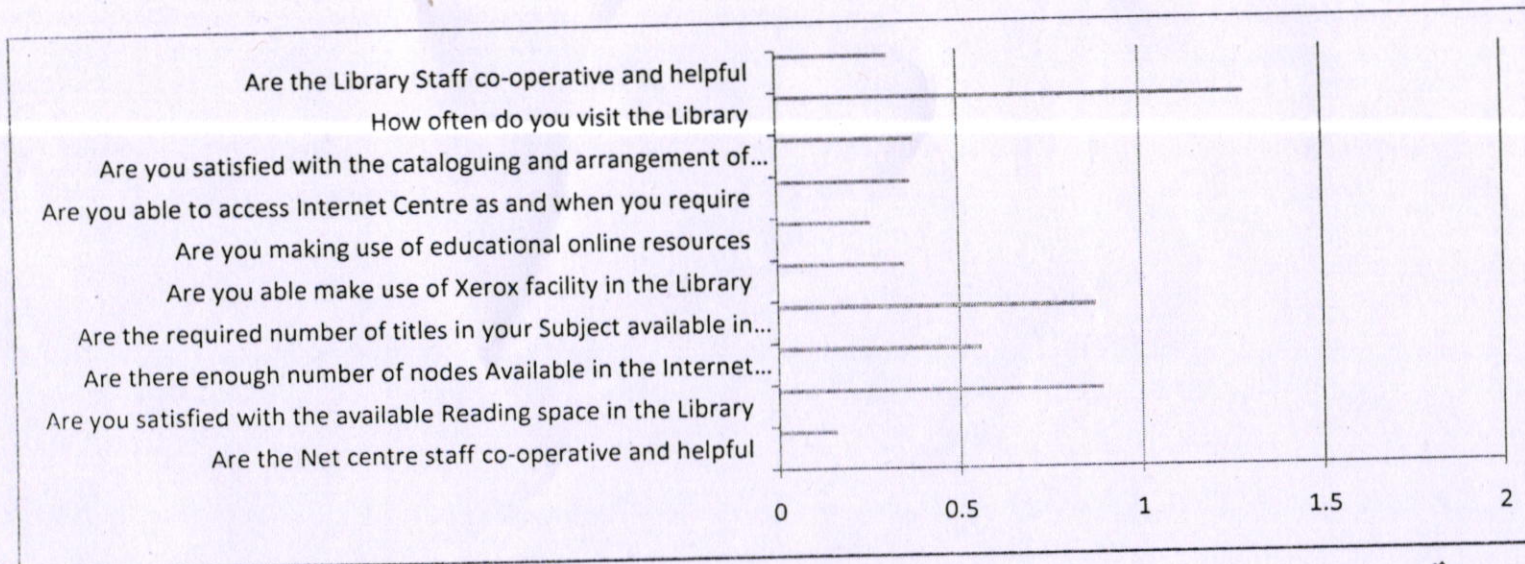 Are the Library Staff co-operative and helpful
How often do you visit the Library
Are you satisfied with the cataloguing and arrangement of...
Are you able to access Internet Centre as and when you require
Are you making use of educational online resources
Are you able make use of Xerox facility in the Library
Are the required number of titles in your Subject available in...
Are there enough number of nodes Available in the Internet...
Are you satisfied with the available Reading space in the Library
Are the Net centre staff co-operative and helpful
0 0.5 1 1.5 2